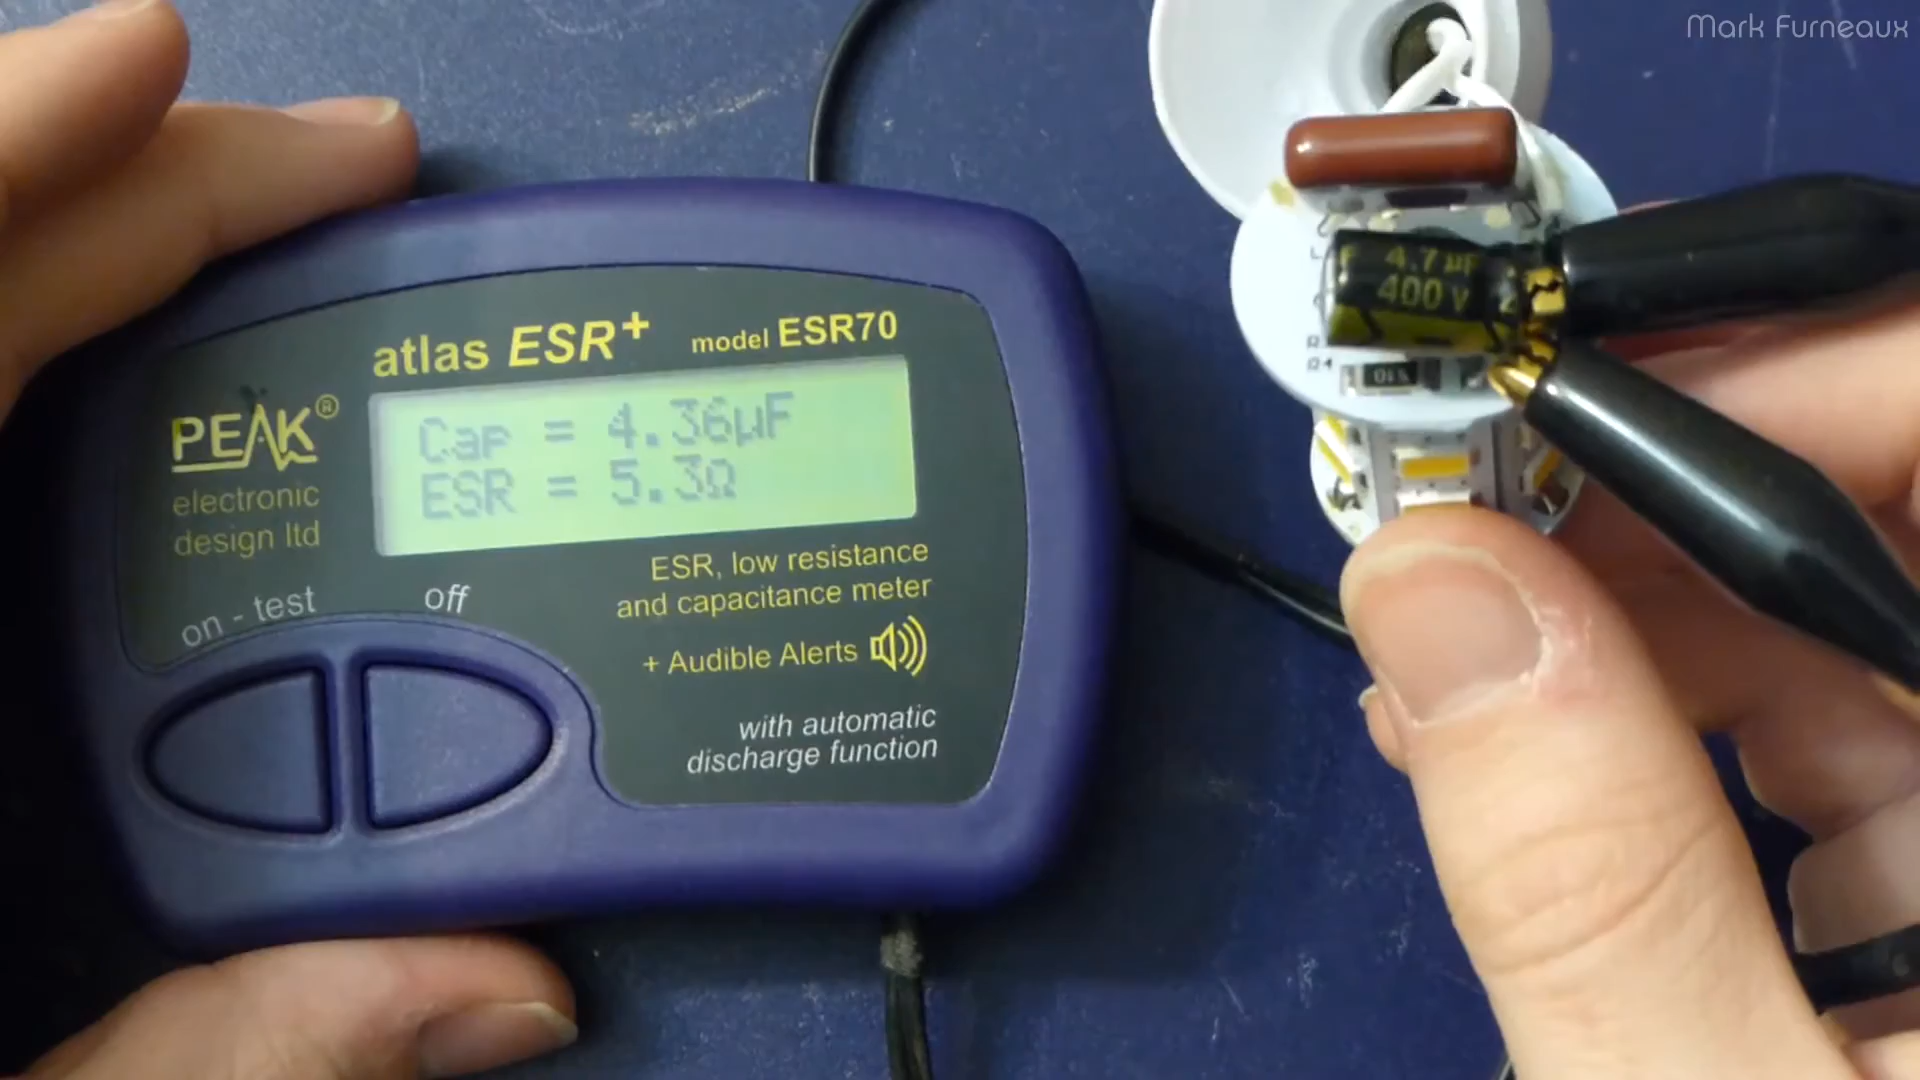 Mark Furneaux
4.7 µF
400 V
atlas ESR+ model ESR70
PEAK®
electronic
design ltd
Cap = 4.36µF
ESR = 5.3Ω
ESR, low resistance
and capacitance meter
on - test off
+ Audible Alerts
with automatic
discharge function
510